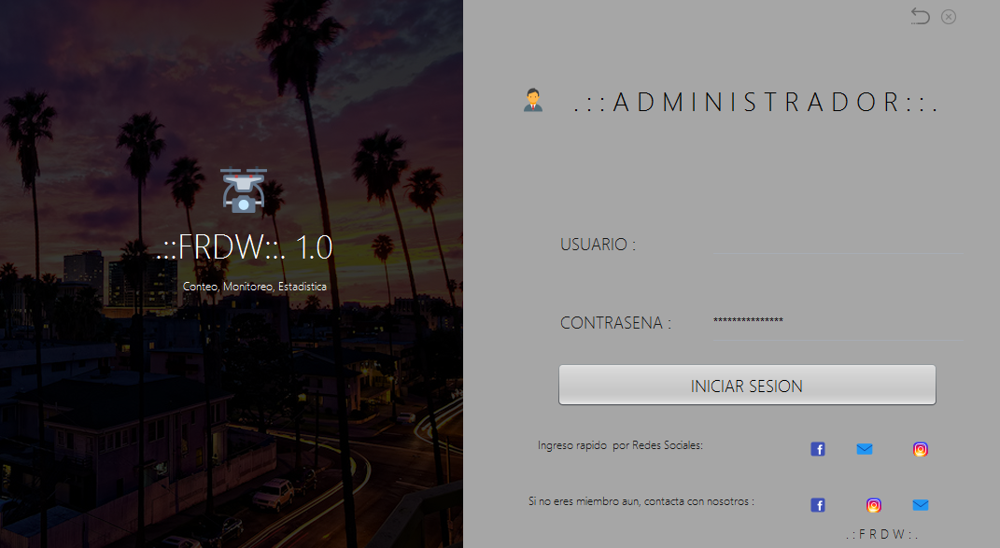 .::ADMINISTRADOR::.
.::FRDW::. 1.0
Conteo, Monitoreo, Estadistica
USUARIO :
CONTRASENA : ***************
INICIAR SESION
Ingreso rapido por Redes Sociales:
Si no eres miembro aun, contacta con nosotros :
.:FRDW:.